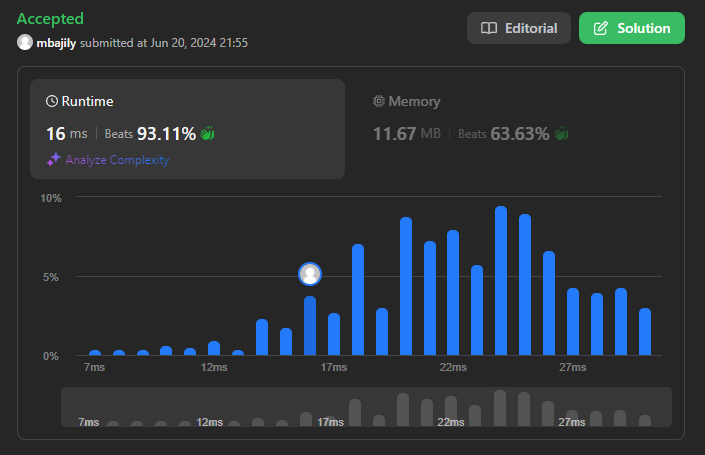 Accepted
mbajily submitted at Jun 20, 2024 21:55
Editorial
Solution
Runtime
16 ms | Beats 93.11%
Analyze Complexity
Memory
11.67 MB | Beats 63.63%
10%
5%
0%
7ms 12ms 17ms 22ms 27ms
7ms 12ms 17ms 22ms 27ms